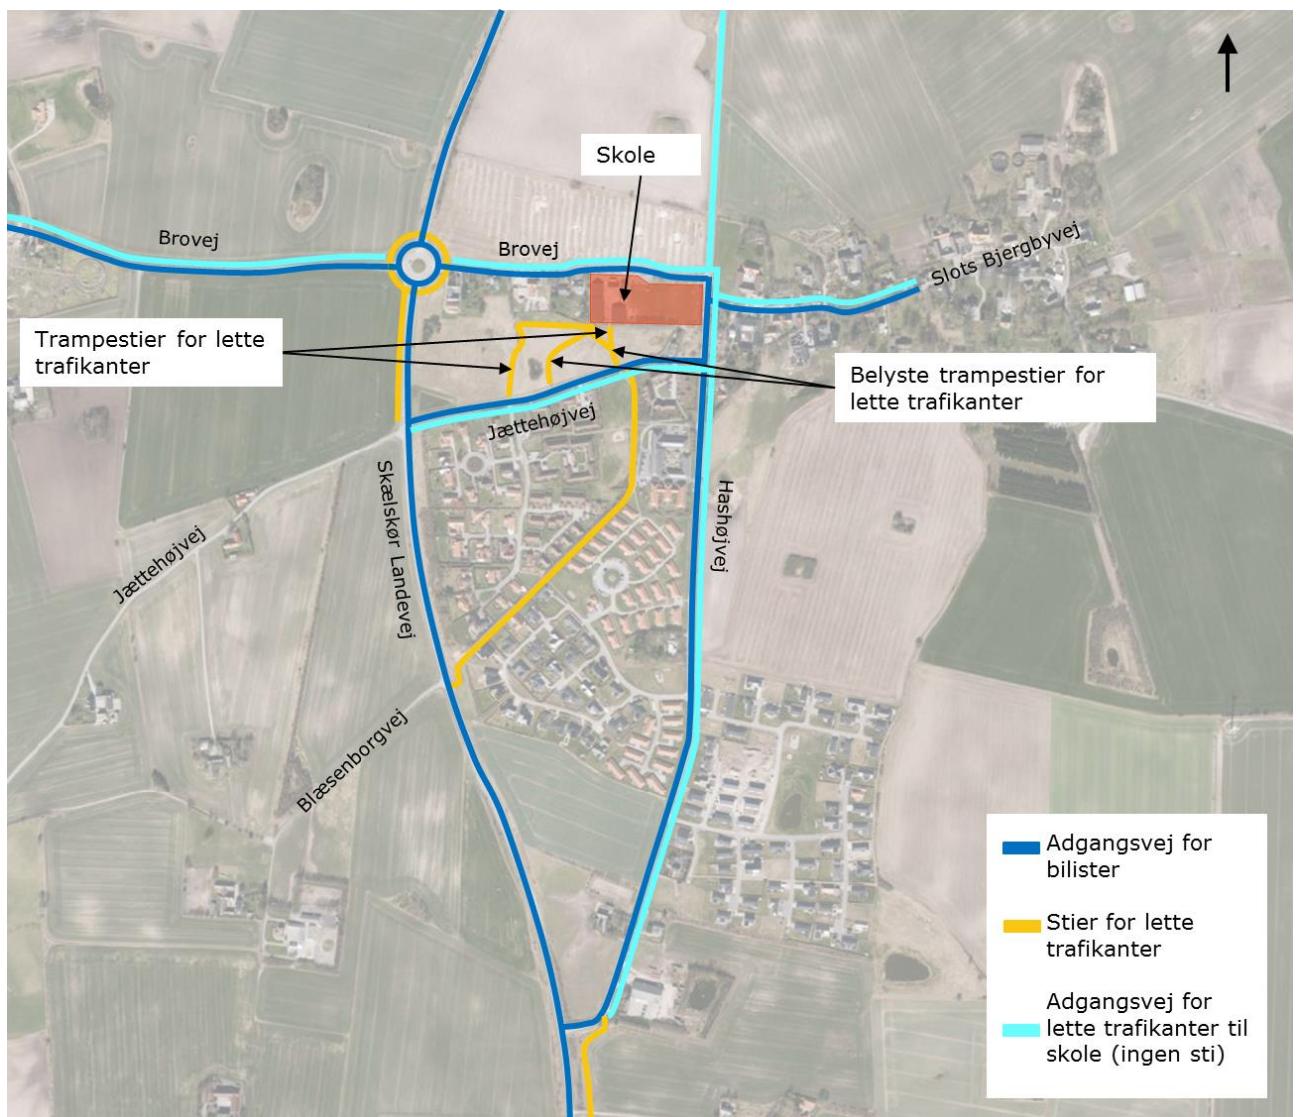 Skole
Brovej
Brovej
Slots Bjergbyvej
Trampestier for lette
trafikanter
Belyste trampestier for
lette trafikanter
Jættehøjvej
Skælskør Landevej
Hashøjvej
Jættehøjvej
Blæsenborgvej
Adgangsvej for
bilister
Stier for lette
trafikanter
Adgangsvej for
lette trafikanter til
skole (ingen sti)